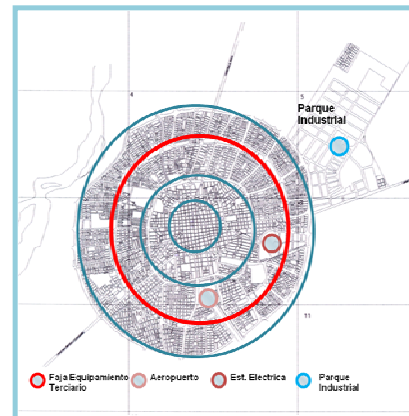 4
5
Parque
Industrial
11
Faja Equipamiento
Terciario
Aeropuerto
Est. Electrica
Parque
Industrial